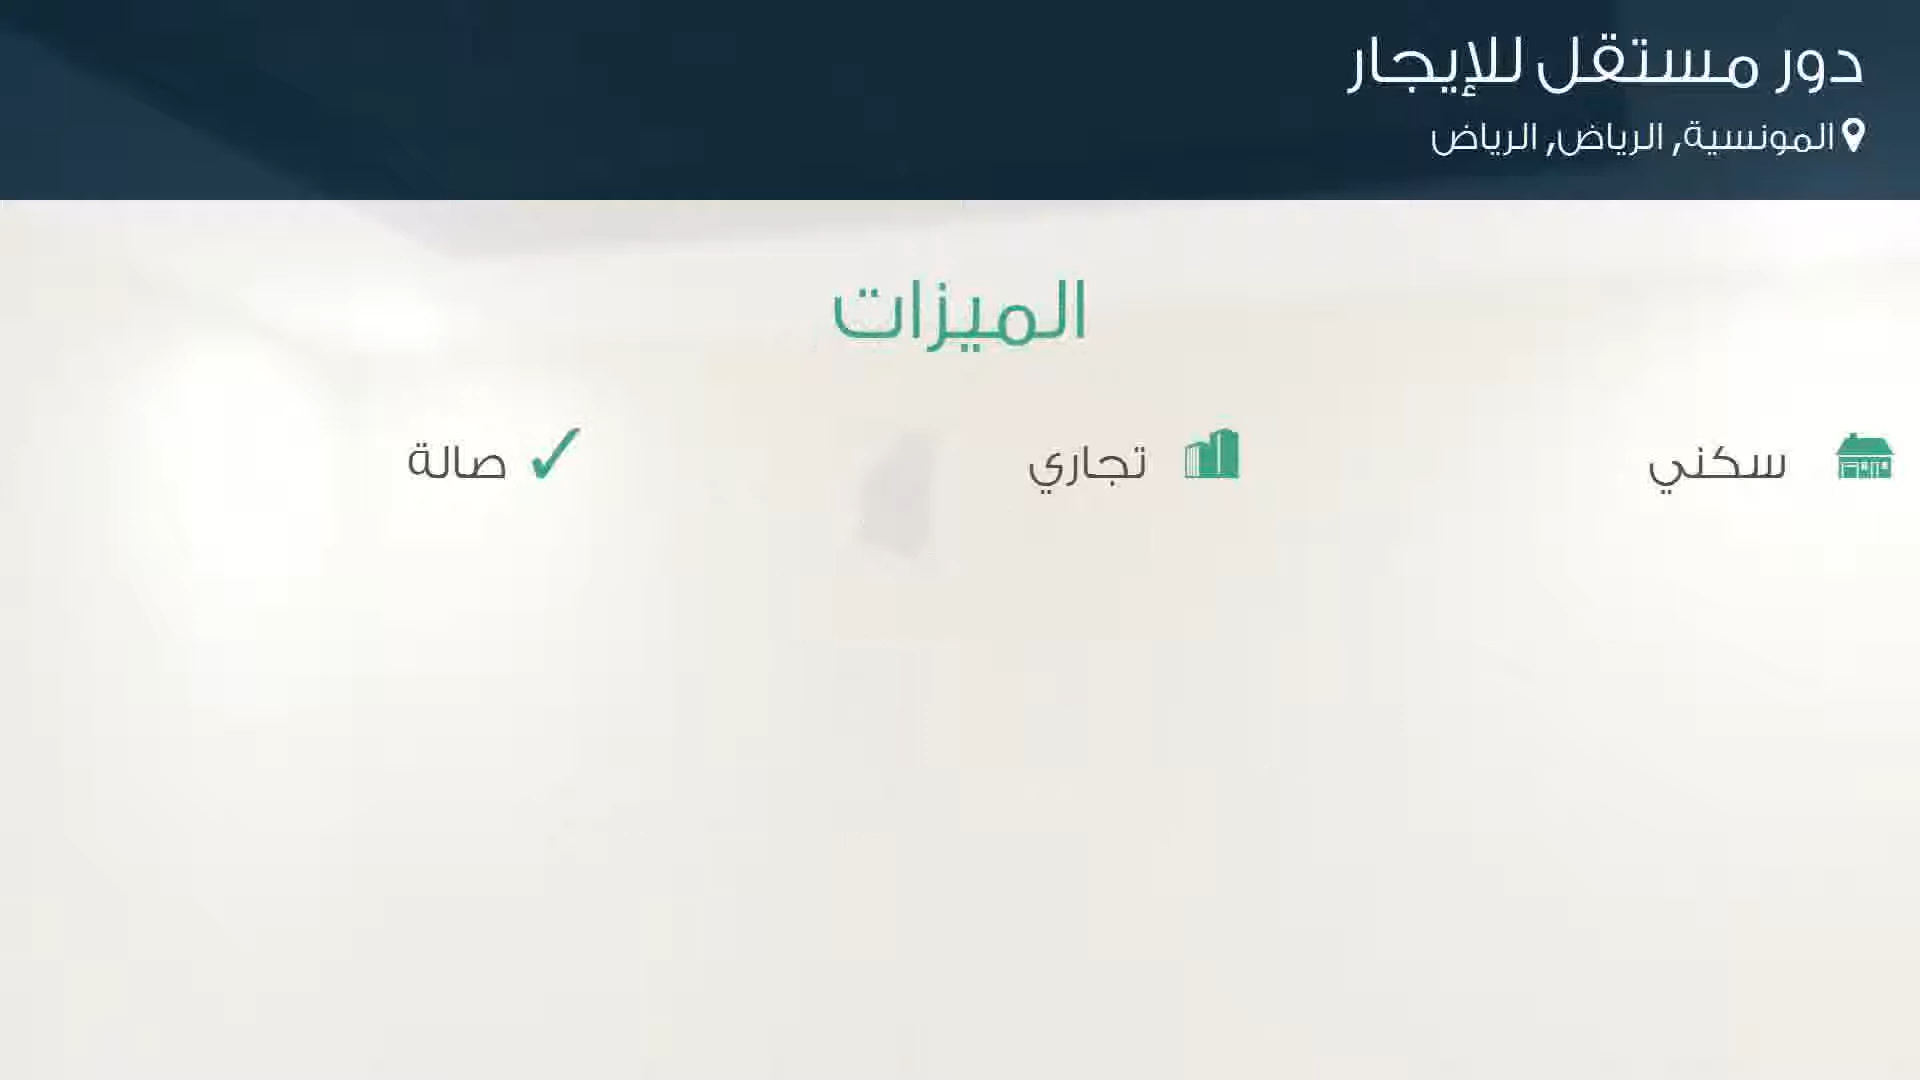 دور مستقل للإيجار
المونسية, الرياض, الرياض
الميزات
سكني
تجاري
صالة